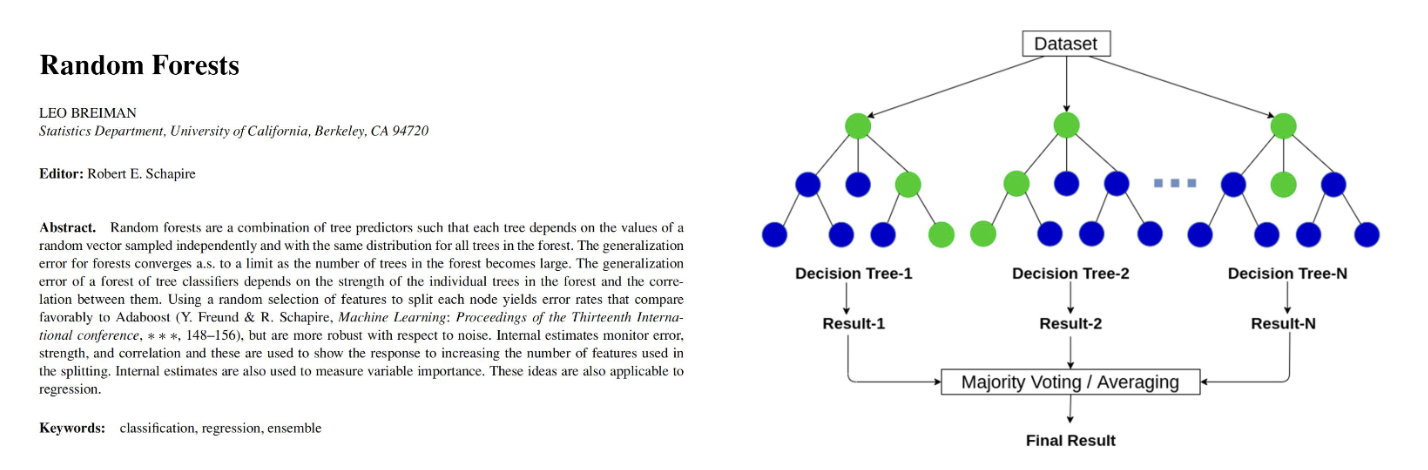 Random Forests
LEO BREIMAN
Statistics Department, University of California, Berkeley, CA 94720
Editor: Robert E. Schapire
Abstract. Random forests are a combination of tree predictors such that each tree depends on the values of a
random vector sampled independently and with the same distribution for all trees in the forest. The generalization
error for forests converges a.s. to a limit as the number of trees in the forest becomes large. The generalization
error of a forest of tree classifiers depends on the strength of the individual trees in the forest and the corre-
lation between them. Using a random selection of features to split each node yields error rates that compare
favorably to Adaboost (Y. Freund & R. Schapire, Machine Learning: Proceedings of the Thirteenth Interna-
tional conference, ∗ ∗ ∗, 148–156), but are more robust with respect to noise. Internal estimates monitor error,
strength, and correlation and these are used to show the response to increasing the number of features used in
the splitting. Internal estimates are also used to measure variable importance. These ideas are also applicable to
regression.
Keywords: classification, regression, ensemble
Dataset
Decision Tree-1
Decision Tree-2
Decision Tree-N
Result-1
Result-2
Result-N
Majority Voting / Averaging
Final Result